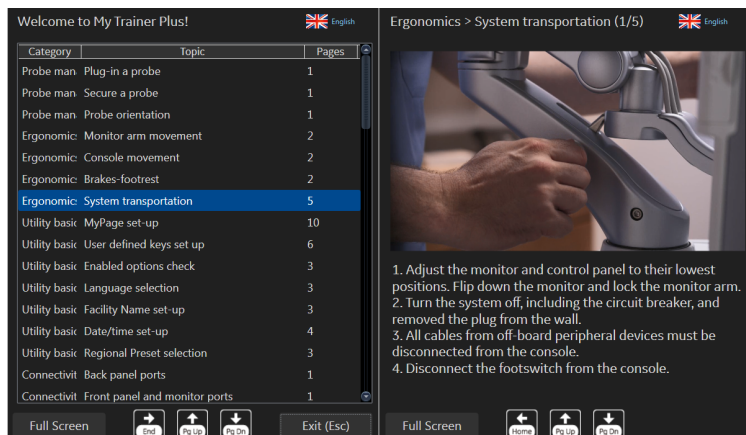 Welcome to My Trainer Plus!
English
Category Topic Pages
Probe man Plug-in a probe 1
Probe man Secure a probe 1
Probe man Probe orientation 1
Ergonomic: Monitor arm movement 2
Ergonomic: Console movement 2
Ergonomic: Brakes-footrest 2
Ergonomic: System transportation 5
Utility basic MyPage set-up 10
Utility basic User defined keys set up 6
Utility basic Enabled options check 3
Utility basic Language selection 3
Utility basic Facility Name set-up 3
Utility basic Date/time set-up 4
Utility basic Regional Preset selection 3
Connectivit Back panel ports 1
Connectivit Front panel and monitor ports 1
Full Screen
End
Pg Up
Pg Dn
Exit (Esc)
Ergonomics > System transportation (1/5)
English
1. Adjust the monitor and control panel to their lowest
positions. Flip down the monitor and lock the monitor arm.
2. Turn the system off, including the circuit breaker, and
removed the plug from the wall.
3. All cables from off-board peripheral devices must be
disconnected from the console.
4. Disconnect the footswitch from the console.
Full Screen
Home
Pg Up
Pg Dn